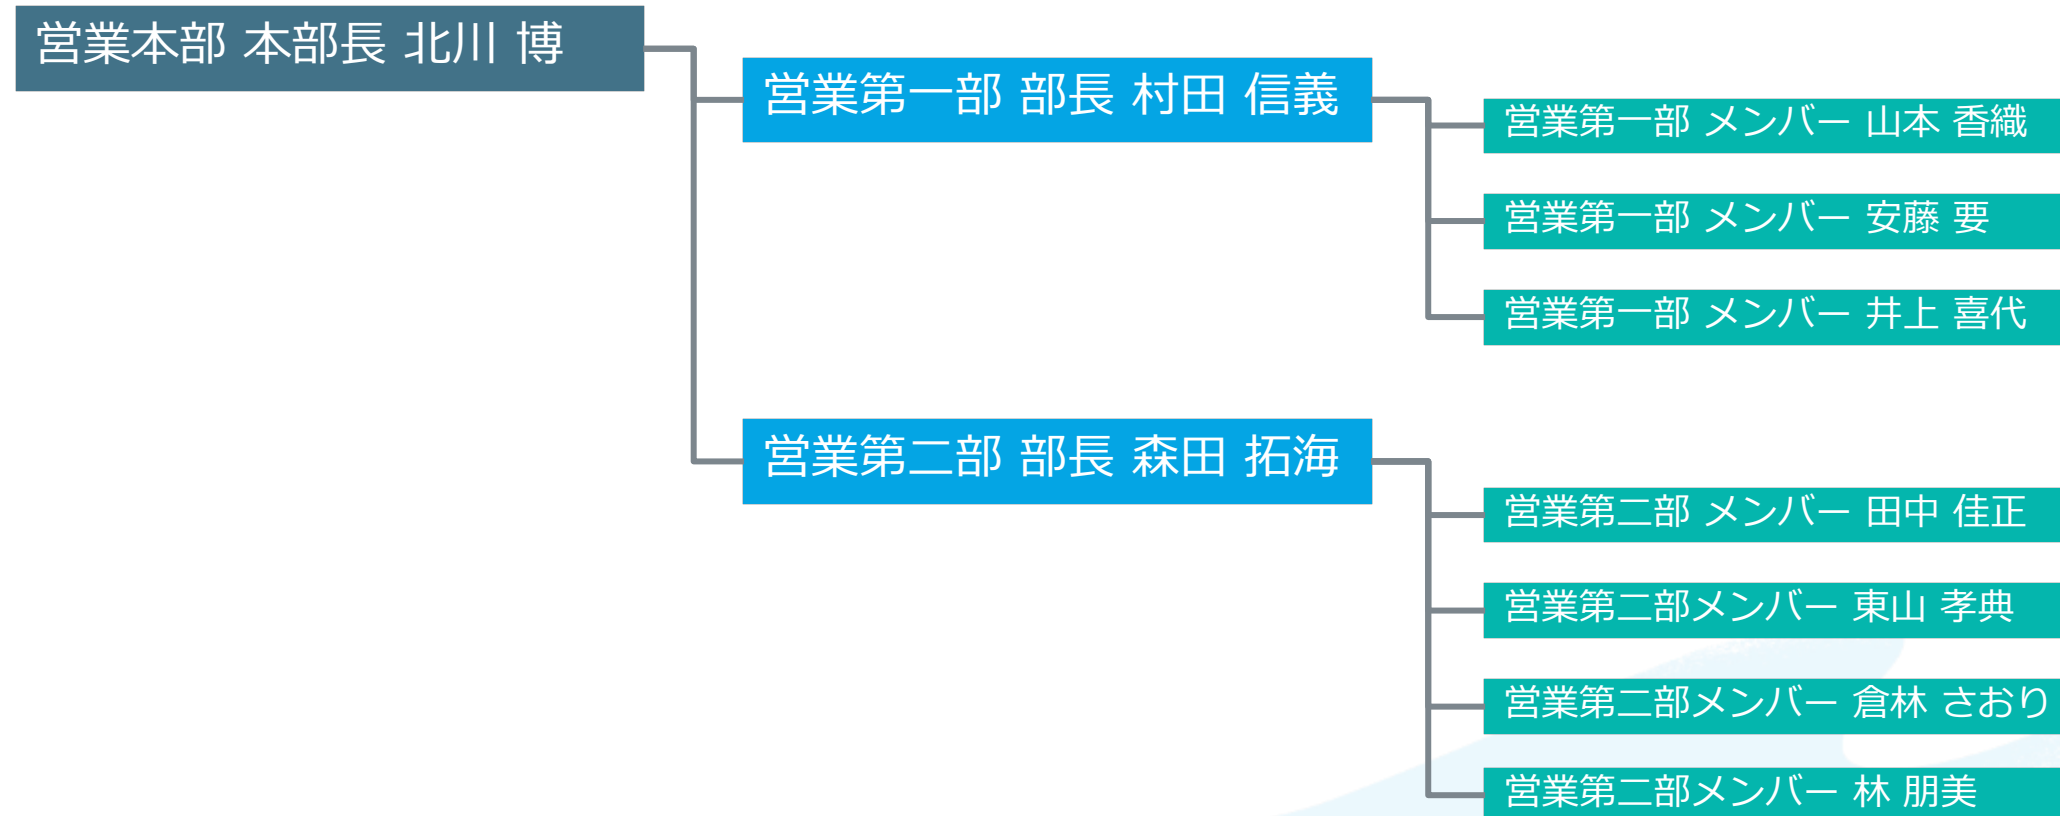 営業本部 本部長 北川 博
営業第一部 部長 村田 信義
営業第一部 メンバー 山本 香織
営業第一部 メンバー 安藤 要
営業第一部 メンバー 井上 喜代
営業第二部 部長 森田 拓海
営業第二部 メンバー 田中 佳正
営業第二部メンバー 東山 孝典
営業第二部メンバー 倉林 さおり
営業第二部メンバー 林 朋美